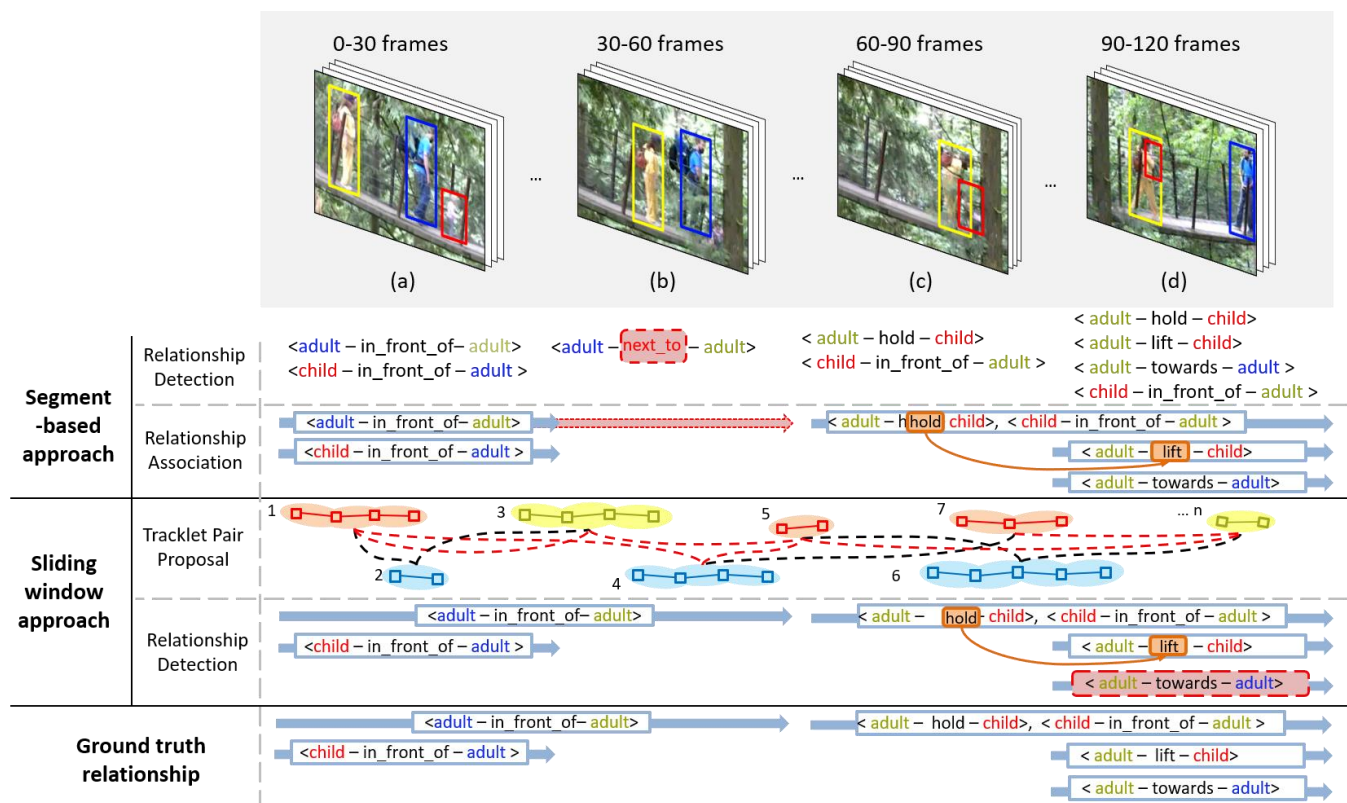 0-30 frames
30-60 frames
60-90 frames
90-120 frames
...
...
...
(a)
(b)
(c)
(d)
Segment
-based
approach
Relationship
Detection
<adult – in_front_of– adult>
<child – in_front_of – adult >
<adult – next_to – adult>
< adult – hold – child>
< child – in_front_of – adult >
< adult – hold – child>
< adult – lift – child>
< adult – towards – adult >
< child – in_front_of – adult >
Relationship
Association
<adult – in_front_of– adult>
<child – in_front_of – adult >
< adult – hhold child>, < child – in_front_of – adult >
< adult – lift – child>
< adult – towards – adult>
Sliding
window
approach
Tracklet Pair
Proposal
1
3
5
7
... n
2
4
6
Relationship
Detection
<adult – in_front_of– adult>
<child – in_front_of – adult >
< adult – hold – child>, < child – in_front_of – adult >
< adult – lift – child>
< adult – towards – adult>
Ground truth
relationship
<adult – in_front_of– adult>
<child – in_front_of – adult >
< adult – hold – child>, < child – in_front_of – adult >
< adult – lift – child>
< adult – towards – adult>